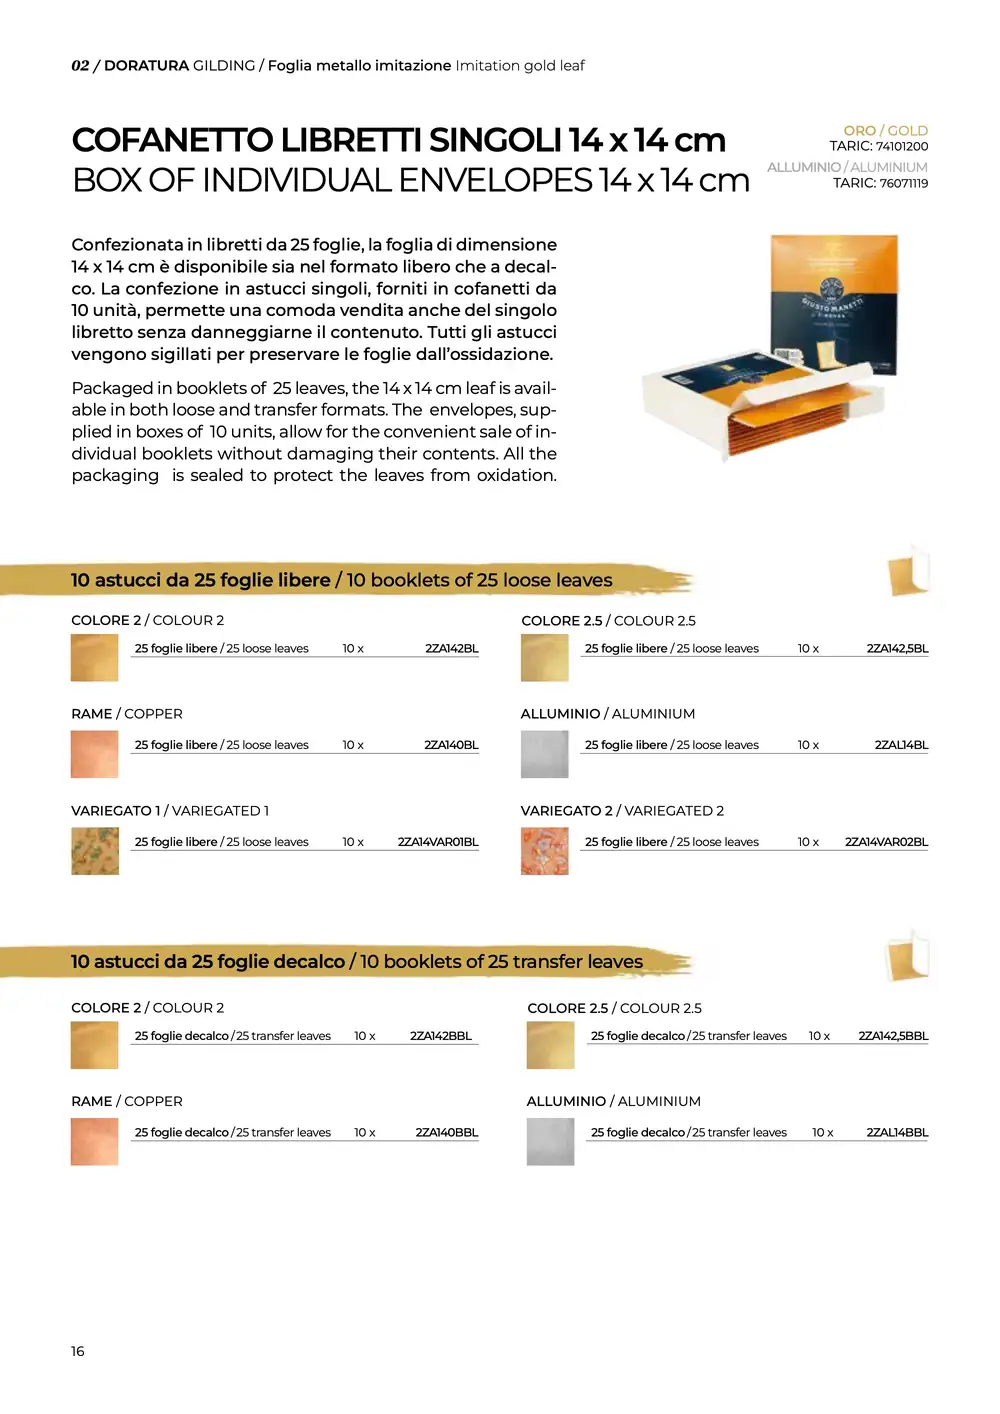 02 / DORATURA GILDING / Foglia metallo imitazione Imitation gold leaf
COFANETTO LIBRETTI SINGOLI 14 x 14 cm
BOX OF INDIVIDUAL ENVELOPES 14 x 14 cm
ORO / GOLD
TARIC: 74101200
ALLUMINIO / ALUMINIUM
TARIC: 76071119
Confezionata in libretti da 25 foglie, la foglia di dimensione
14 x 14 cm è disponibile sia nel formato libero che a decal-
co. La confezione in astucci singoli, forniti in cofanetti da
10 unità, permette una comoda vendita anche del singolo
libretto senza danneggiarne il contenuto. Tutti gli astucci
vengono sigillati per preservare le foglie dall'ossidazione.
Packaged in booklets of 25 leaves, the 14 x 14 cm leaf is avail-
able in both loose and transfer formats. The envelopes, sup-
plied in boxes of 10 units, allow for the convenient sale of in-
dividual booklets without damaging their contents. All the
packaging is sealed to protect the leaves from oxidation.
GIUSTO MANETTI
10 astucci da 25 foglie libere / 10 booklets of 25 loose leaves
COLORE 2 / COLOUR 2
25 foglie libere / 25 loose leaves 10 x 2ZA142BL
COLORE 2.5 / COLOUR 2.5
25 foglie libere / 25 loose leaves 10 x 2ZA142,5BL
RAME / COPPER
25 foglie libere / 25 loose leaves 10 x 2ZA140BL
ALLUMINIO / ALUMINIUM
25 foglie libere / 25 loose leaves 10 x 2ZAL14BL
VARIEGATO 1 / VARIEGATED 1
25 foglie libere / 25 loose leaves 10 x 2ZA14VAR01BL
VARIEGATO 2 / VARIEGATED 2
25 foglie libere / 25 loose leaves 10 x 2ZA14VAR02BL
10 astucci da 25 foglie decalco / 10 booklets of 25 transfer leaves
COLORE 2 / COLOUR 2
25 foglie decalco / 25 transfer leaves 10 x 2ZA142BBL
COLORE 2.5 / COLOUR 2.5
25 foglie decalco / 25 transfer leaves 10 x 2ZA142,5BBL
RAME / COPPER
25 foglie decalco / 25 transfer leaves 10 x 2ZA140BBL
ALLUMINIO / ALUMINIUM
25 foglie decalco / 25 transfer leaves 10 x 2ZAL14BBL
16